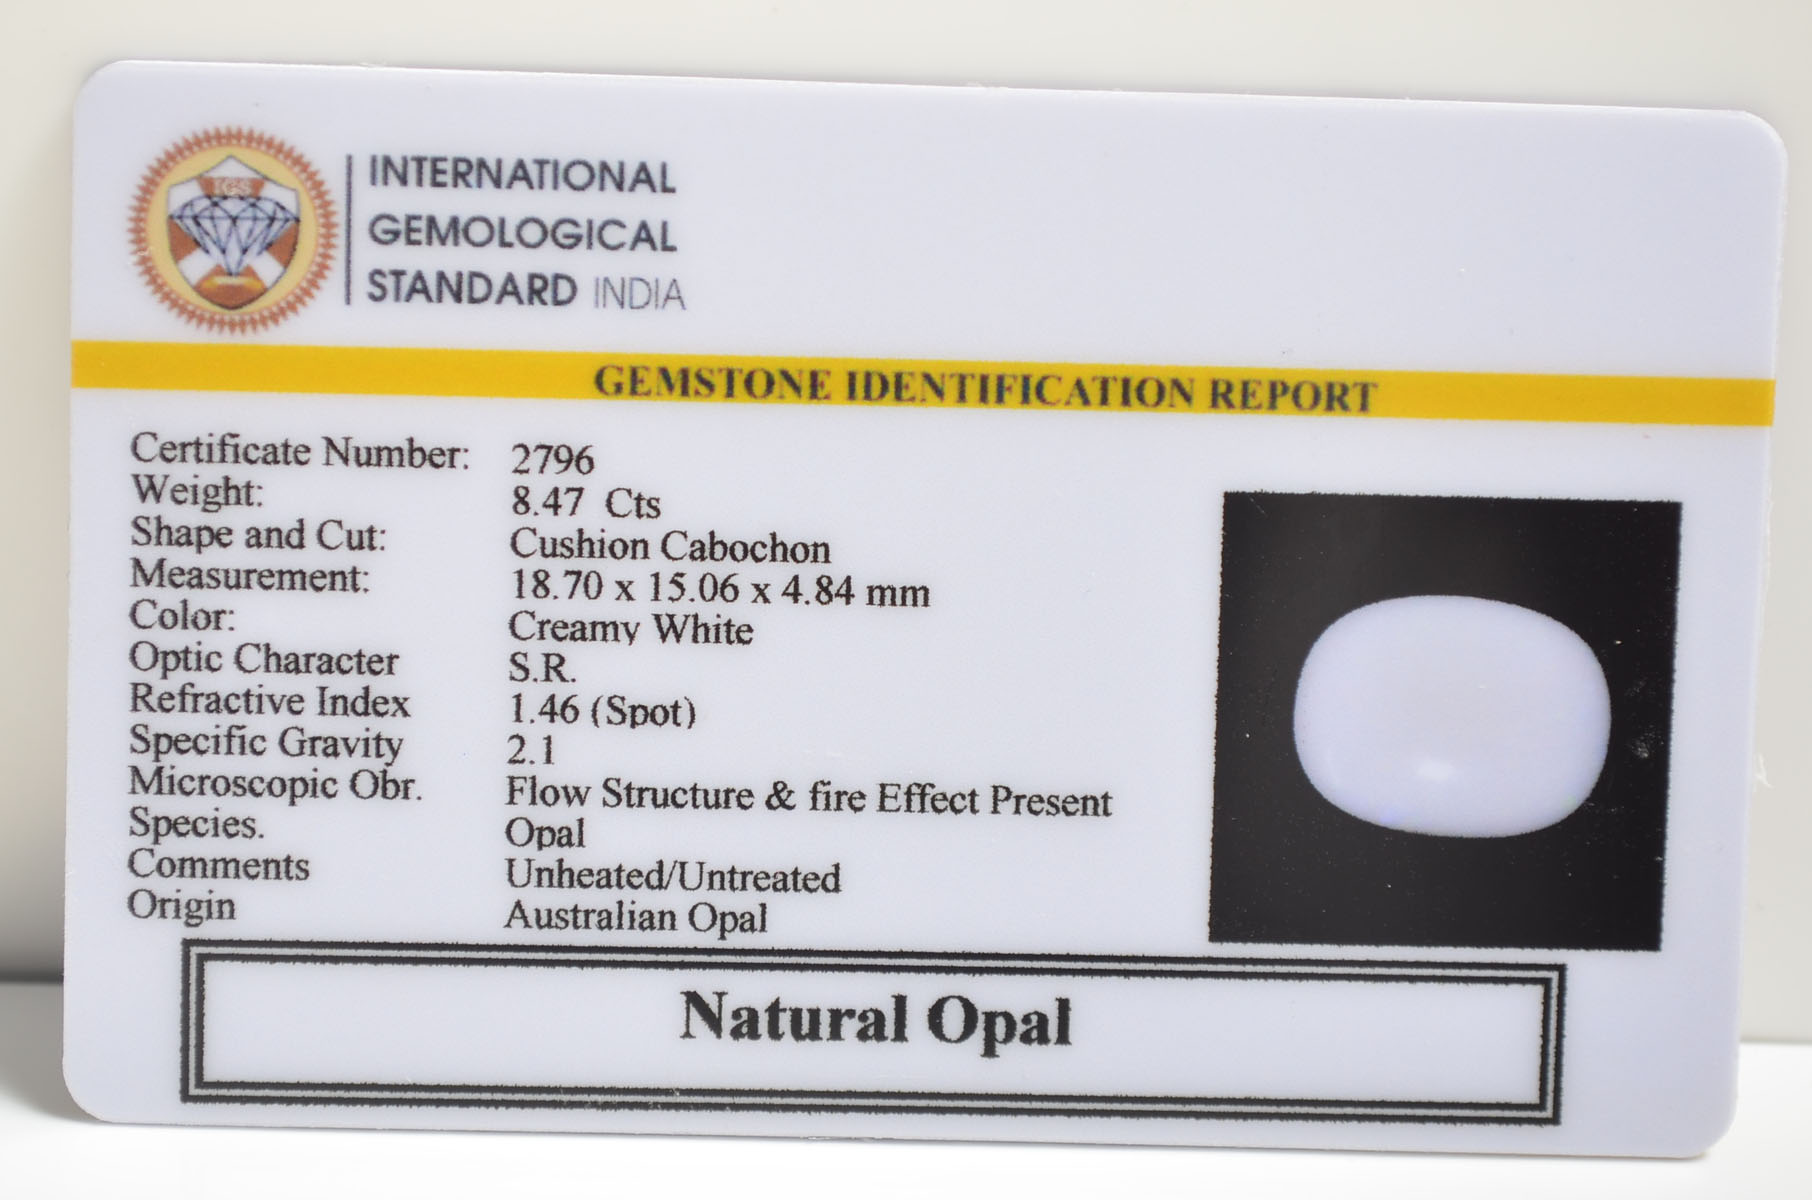 IGS
INTERNATIONAL
GEMOLOGICAL
STANDARD INDIA
GEMSTONE IDENTIFICATION REPORT
Certificate Number: 2796
Weight: 8.47 Cts
Shape and Cut: Cushion Cabochon
Measurement: 18.70 x 15.06 x 4.84 mm
Color: Creamy White
Optic Character S.R.
Refractive Index 1.46 (Spot)
Specific Gravity 2.1
Microscopic Obr. Flow Structure & fire Effect Present
Species. Opal
Comments Unheated/Untreated
Origin Australian Opal
Natural Opal